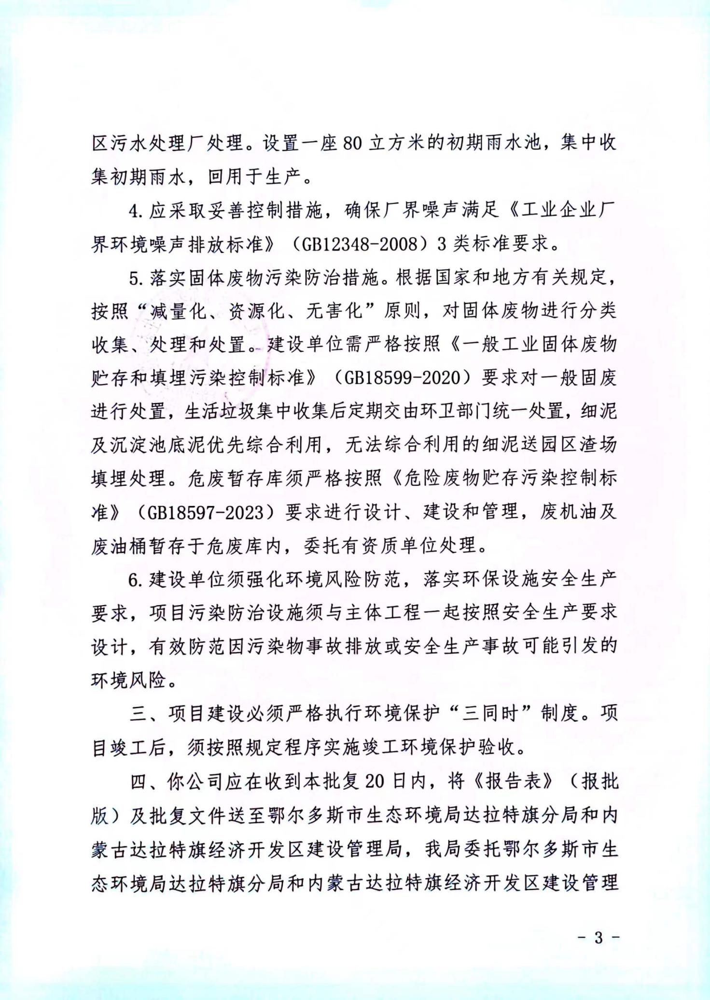 区污水处理厂处理。设置一座 80 立方米的初期雨水池，集中收
集初期雨水，回用于生产。
4. 应采取妥善控制措施，确保厂界噪声满足《工业企业厂
界环境噪声排放标准》（GB12348-2008）3 类标准要求。
5. 落实固体废物污染防治措施。根据国家和地方有关规定，
按照“减量化、资源化、无害化”原则，对固体废物进行分类
收集、处理和处置。建设单位需严格按照《一般工业固体废物
贮存和填埋污染控制标准》（GB18599-2020）要求对一般固废
进行处置，生活垃圾集中收集后定期交由环卫部门统一处置，细泥
及沉淀池底泥优先综合利用，无法综合利用的细泥送园区渣场
填埋处理。危废暂存库须严格按照《危险废物贮存污染控制标
准》（GB18597-2023）要求进行设计、建设和管理，废机油及
废油桶暂存于危废库内，委托有资质单位处理。
6. 建设单位须强化环境风险防范，落实环保设施安全生产
要求，项目污染防治设施须与主体工程一起按照安全生产要求
设计，有效防范因污染物事故排放或安全生产事故可能引发的
环境风险。
三、项目建设必须严格执行环境保护“三同时”制度。项
目竣工后，须按照规定程序实施竣工环境保护验收。
四、你公司应在收到本批复 20 日内，将《报告表》（报批
版）及批复文件送至鄂尔多斯市生态环境局达拉特旗分局和内
蒙古达拉特旗经济开发区建设管理局，我局委托鄂尔多斯市生
态环境局达拉特旗分局和内蒙古达拉特旗经济开发区建设管理
- 3 -